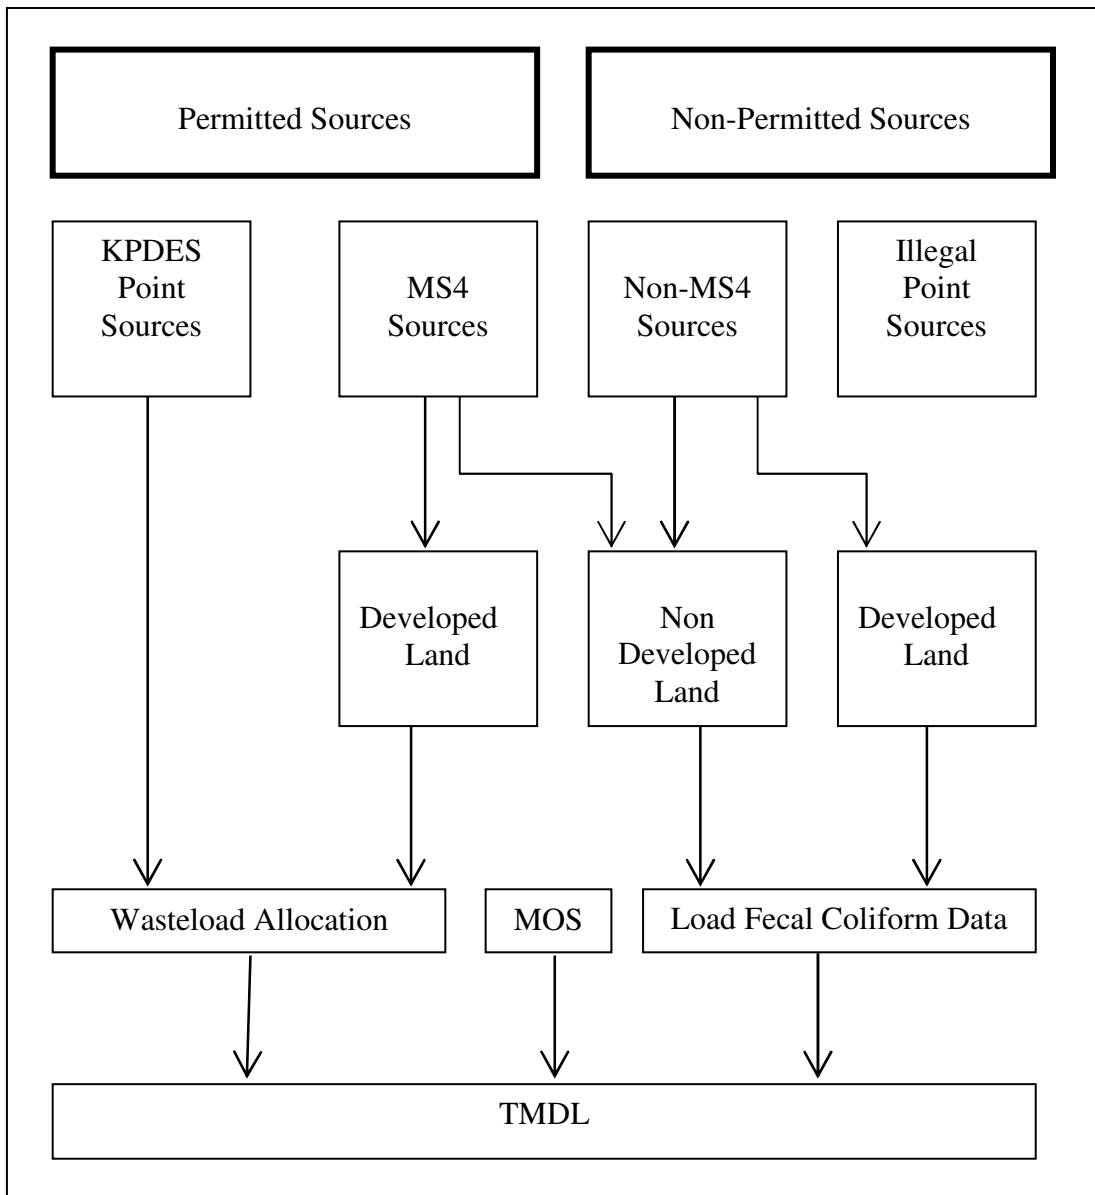 Permitted Sources
Non-Permitted Sources
KPDES
Point
Sources
MS4
Sources
Non-MS4
Sources
Illegal
Point
Sources
Developed
Land
Non
Developed
Land
Developed
Land
Wasteload Allocation
MOS
Load Fecal Coliform Data
TMDL